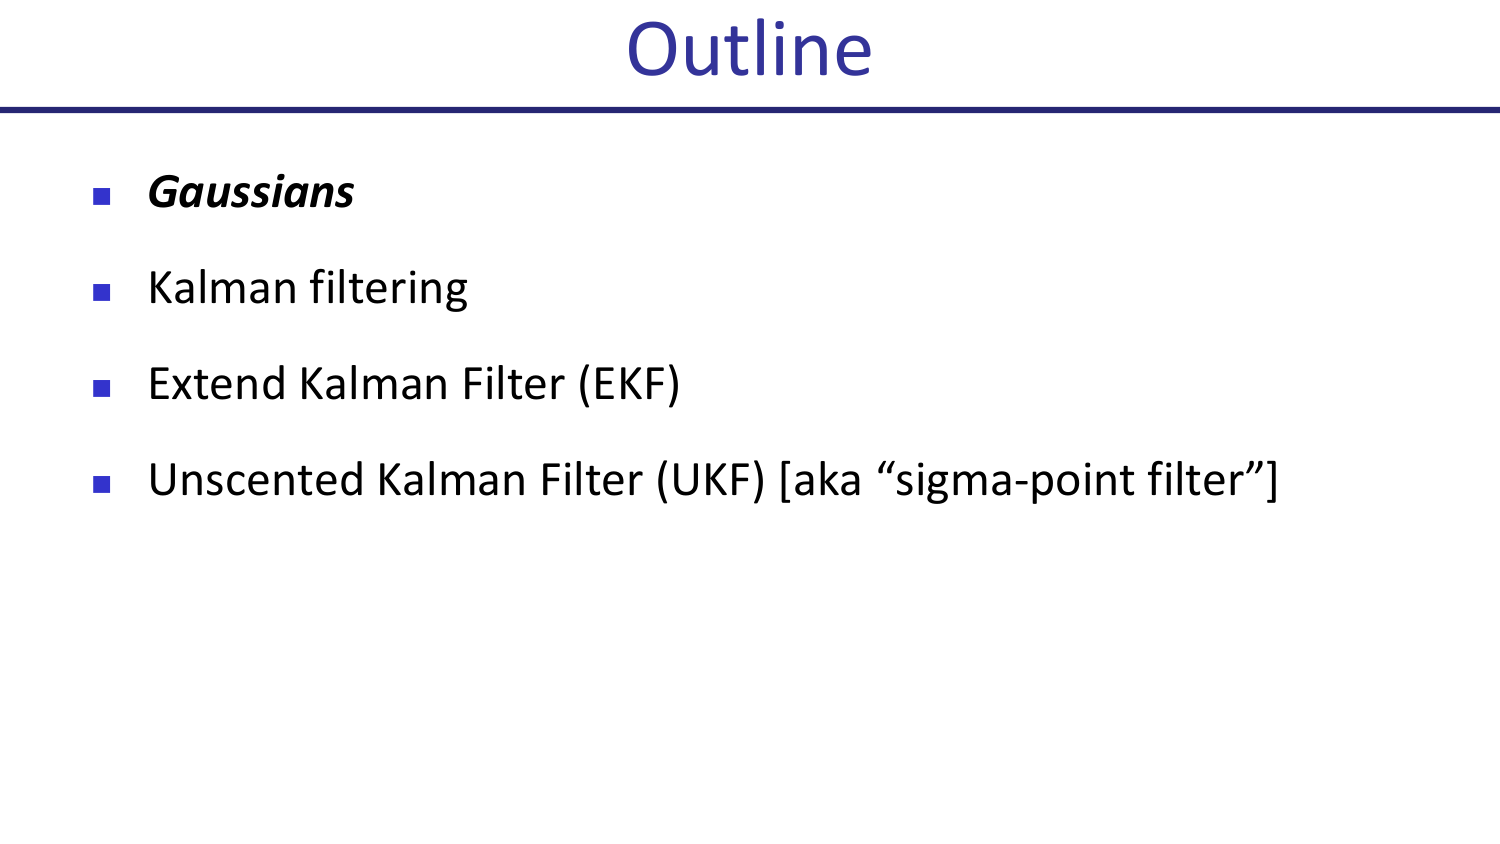 Outline
Gaussians
Kalman filtering
Extend Kalman Filter (EKF)
Unscented Kalman Filter (UKF) [aka “sigma-point filter”]